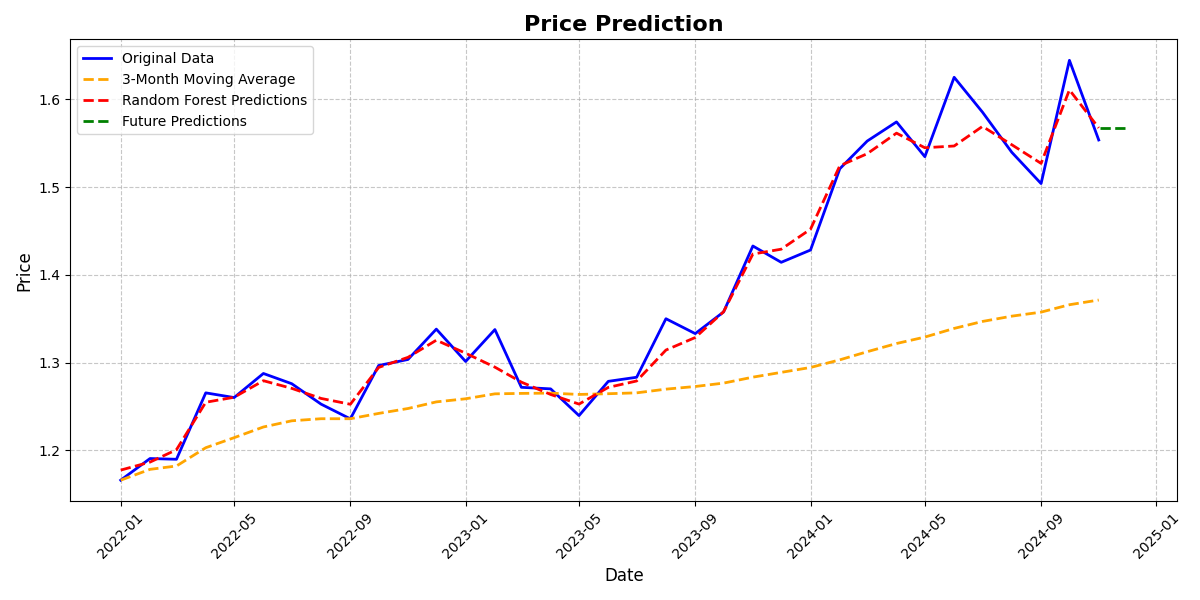 Price Prediction
Original Data
3-Month Moving Average
Random Forest Predictions
Future Predictions
Price
1.6
1.5
1.4
1.3
1.2
2022-01
2022-05
2022-09
2023-01
2023-05
2023-09
2024-01
2024-05
2024-09
2025-01
Date